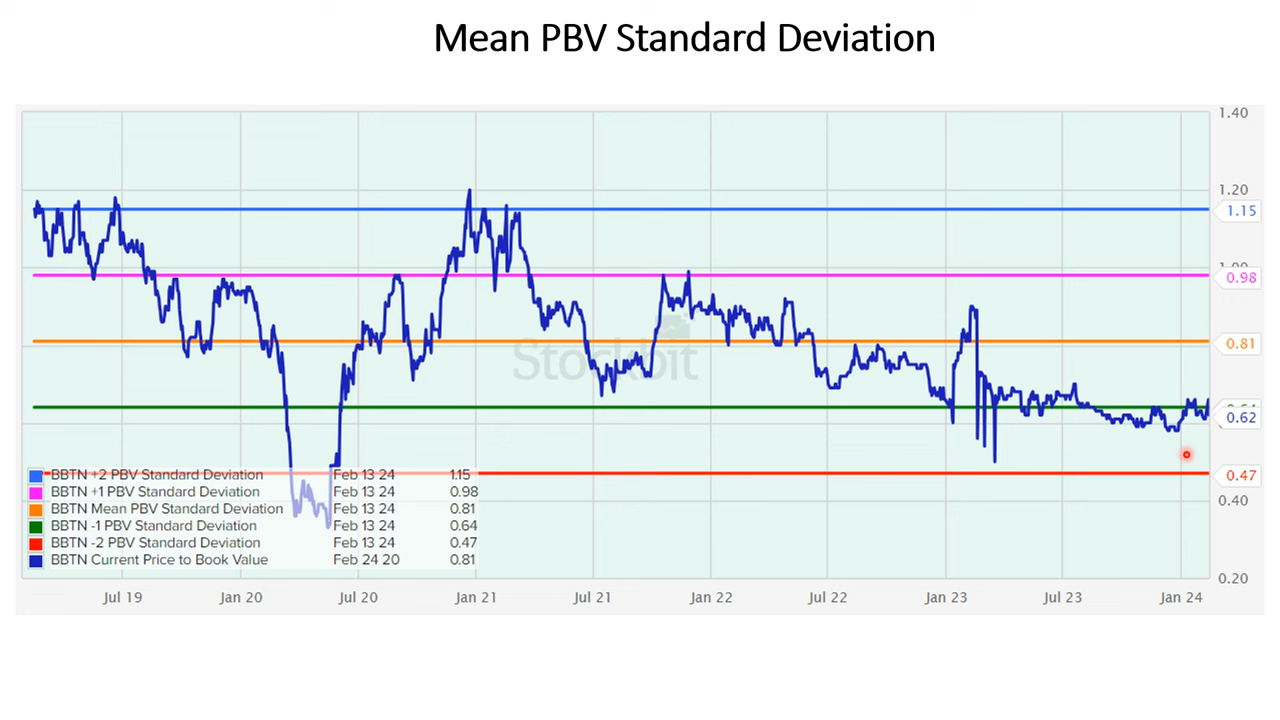 Mean PBV Standard Deviation
1.40
1.20
1.15
1.00
0.98
0.81
Stockbit
0.64
0.62
0.47
0.40
0.20
BBTN +2 PBV Standard Deviation Feb 13 24 1.15
BBTN +1 PBV Standard Deviation Feb 13 24 0.98
BBTN Mean PBV Standard Deviation Feb 13 24 0.81
BBTN -1 PBV Standard Deviation Feb 13 24 0.64
BBTN -2 PBV Standard Deviation Feb 13 24 0.47
BBTN Current Price to Book Value Feb 24 20 0.81
Jul 19 Jan 20 Jul 20 Jan 21 Jul 21 Jan 22 Jul 22 Jan 23 Jul 23 Jan 24